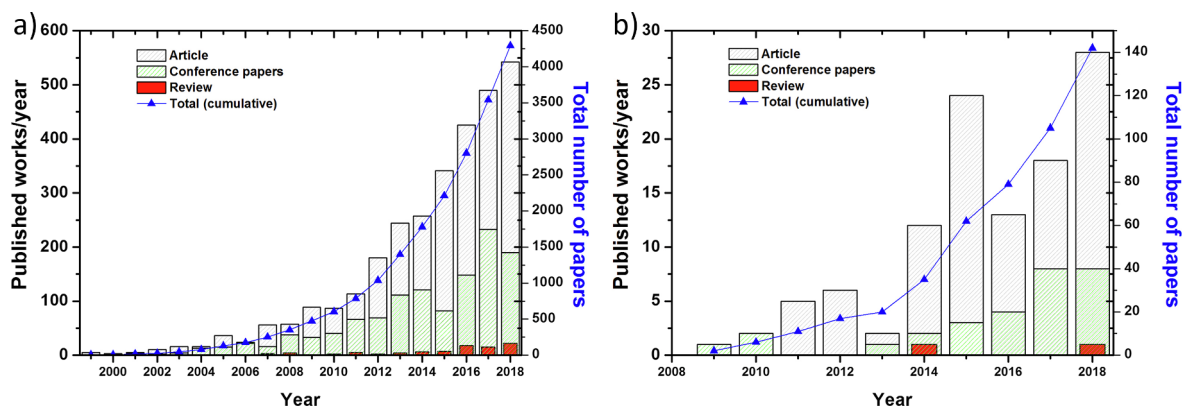 a)
Published works/year
600
500
400
300
200
100
0
Article
Conference papers
Review
Total (cumulative)
4500
4000
3500
3000
2500
2000
1500
1000
500
0
Total number of papers
2000 2002 2004 2006 2008 2010 2012 2014 2016 2018
Year
b)
Published works/year
30
25
20
15
10
5
0
Article
Conference papers
Review
Total (cumulative)
140
120
100
80
60
40
20
0
Total number of papers
2008 2010 2012 2014 2016 2018
Year